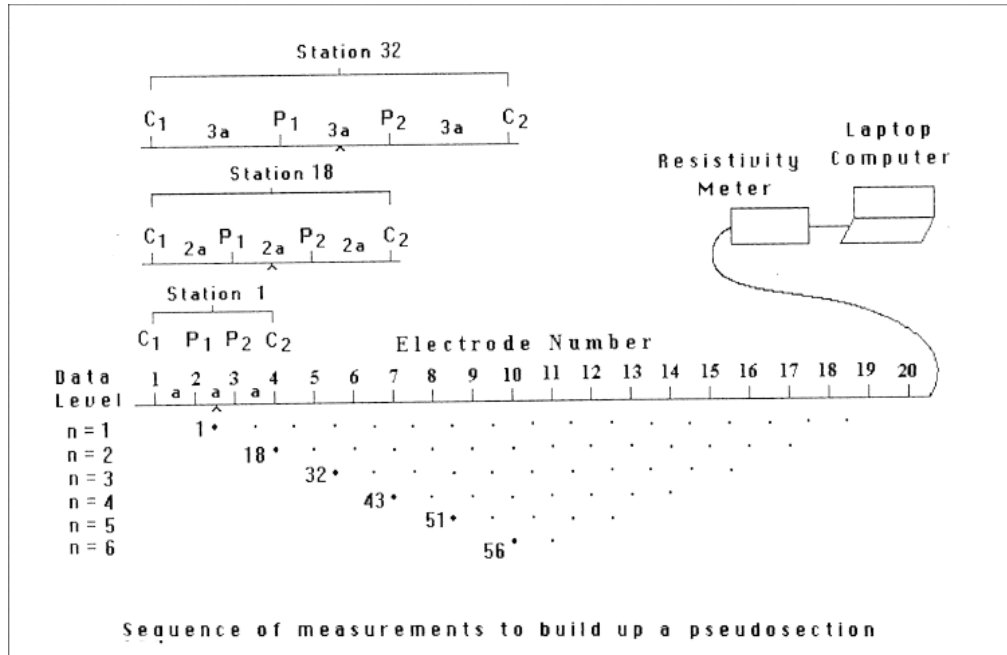 Station 32
C1 3a P1 3a P2 3a C2
Station 18
C1 2a P1 2a P2 2a C2
Station 1
C1 P1 P2 C2
Resistivity Meter
Laptop Computer
Electrode Number
Data Level
1 2 3 4 5 6 7 8 9 10 11 12 13 14 15 16 17 18 19 20
a a a
n = 1 1
n = 2 18
n = 3 32
n = 4 43
n = 5 51
n = 6 56
Sequence of measurements to build up a pseudosection